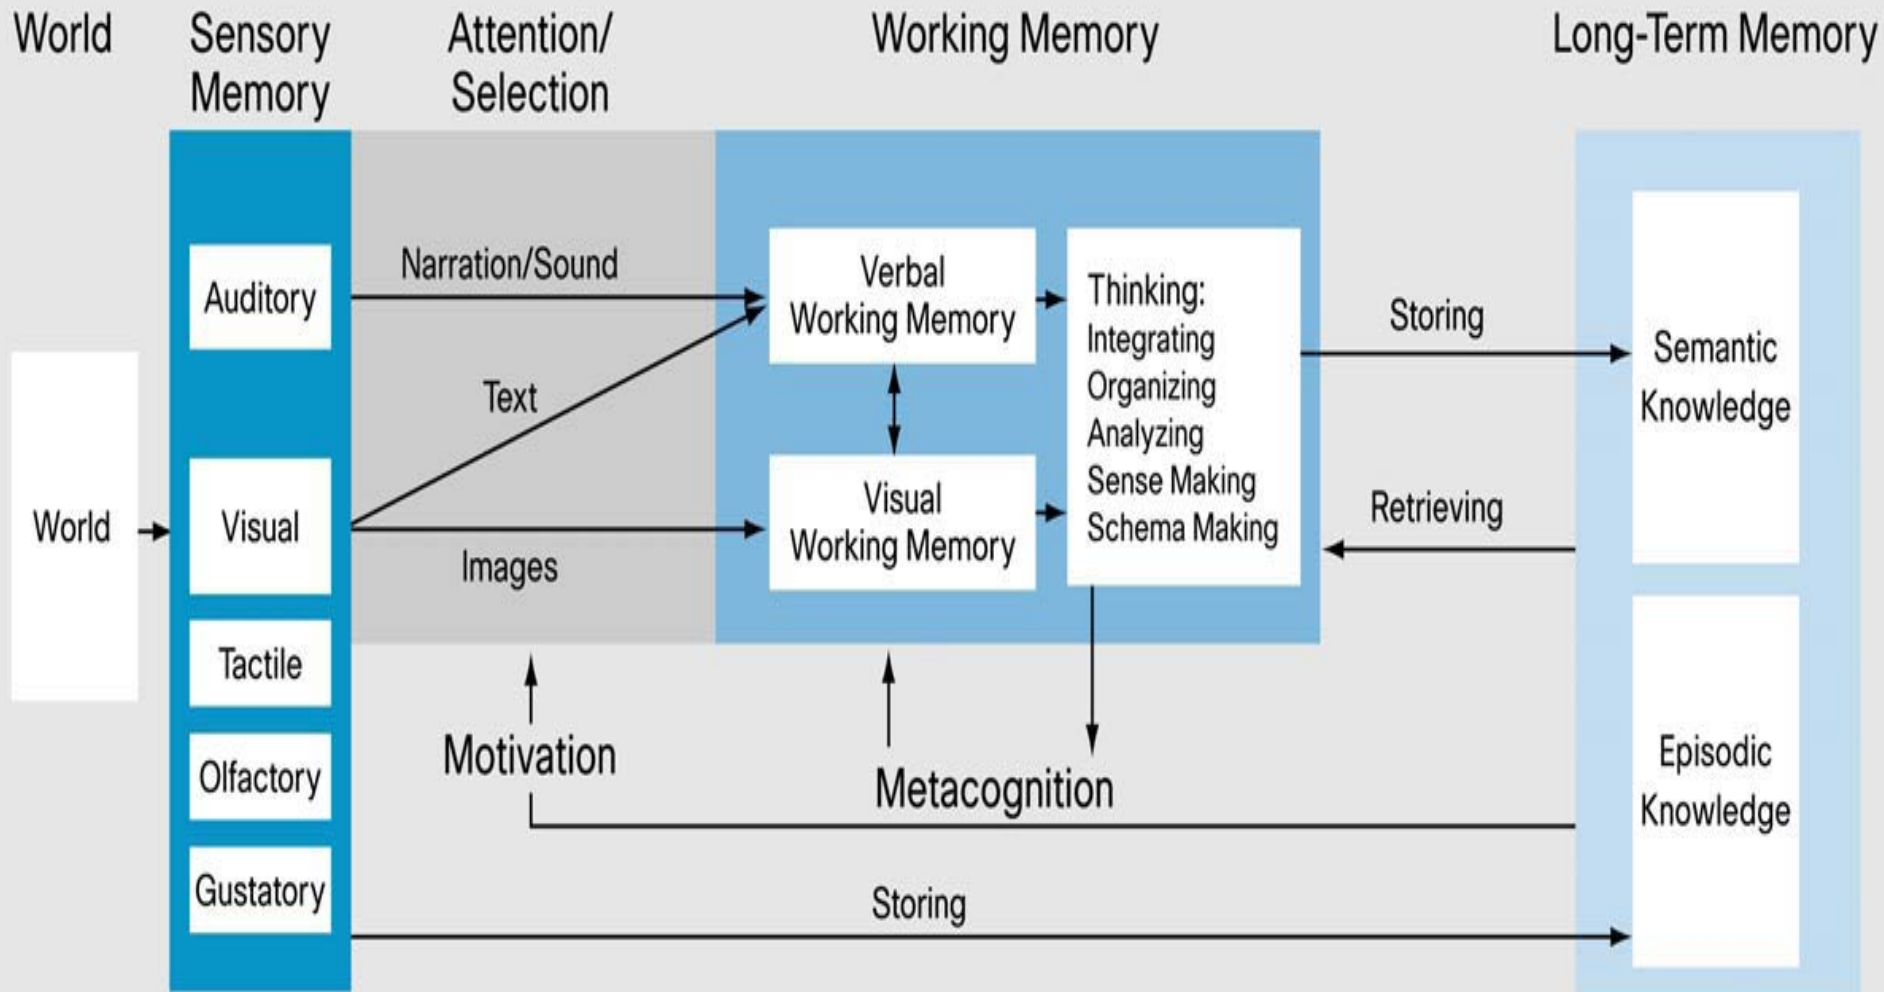 World
Sensory
Memory
Attention/
Selection
Working Memory
Long-Term Memory
World
Auditory
Visual
Tactile
Olfactory
Gustatory
Narration/Sound
Text
Images
Motivation
Verbal
Working Memory
Visual
Working Memory
Thinking:
Integrating
Organizing
Analyzing
Sense Making
Schema Making
Metacognition
Storing
Retrieving
Storing
Semantic
Knowledge
Episodic
Knowledge